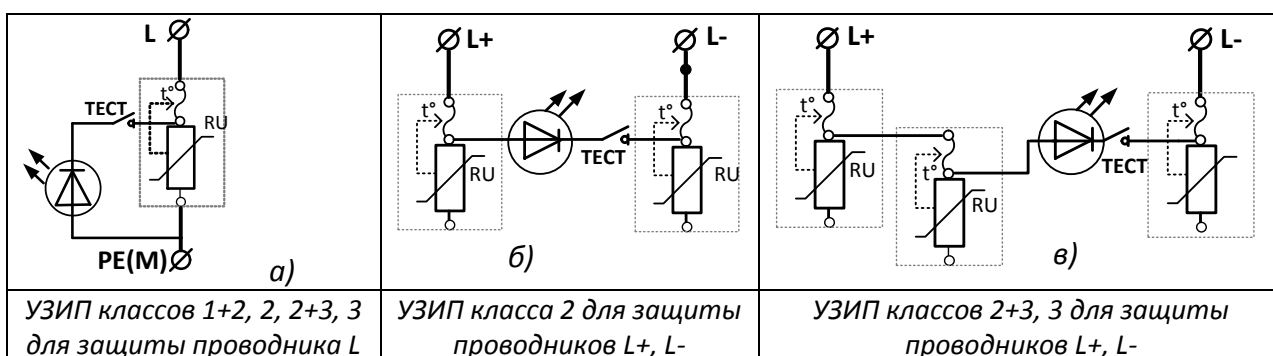 L
t°
ТЕСТ
RU
PE(M)
а)
L+
L-
t°
t°
ТЕСТ
RU
RU
б)
L+
L-
t°
t°
t°
ТЕСТ
RU
RU
RU
в)
УЗИП классов 1+2, 2, 2+3, 3
для защиты проводника L
УЗИП класса 2 для защиты
проводников L+, L-
УЗИП классов 2+3, 3 для защиты
проводников L+, L-